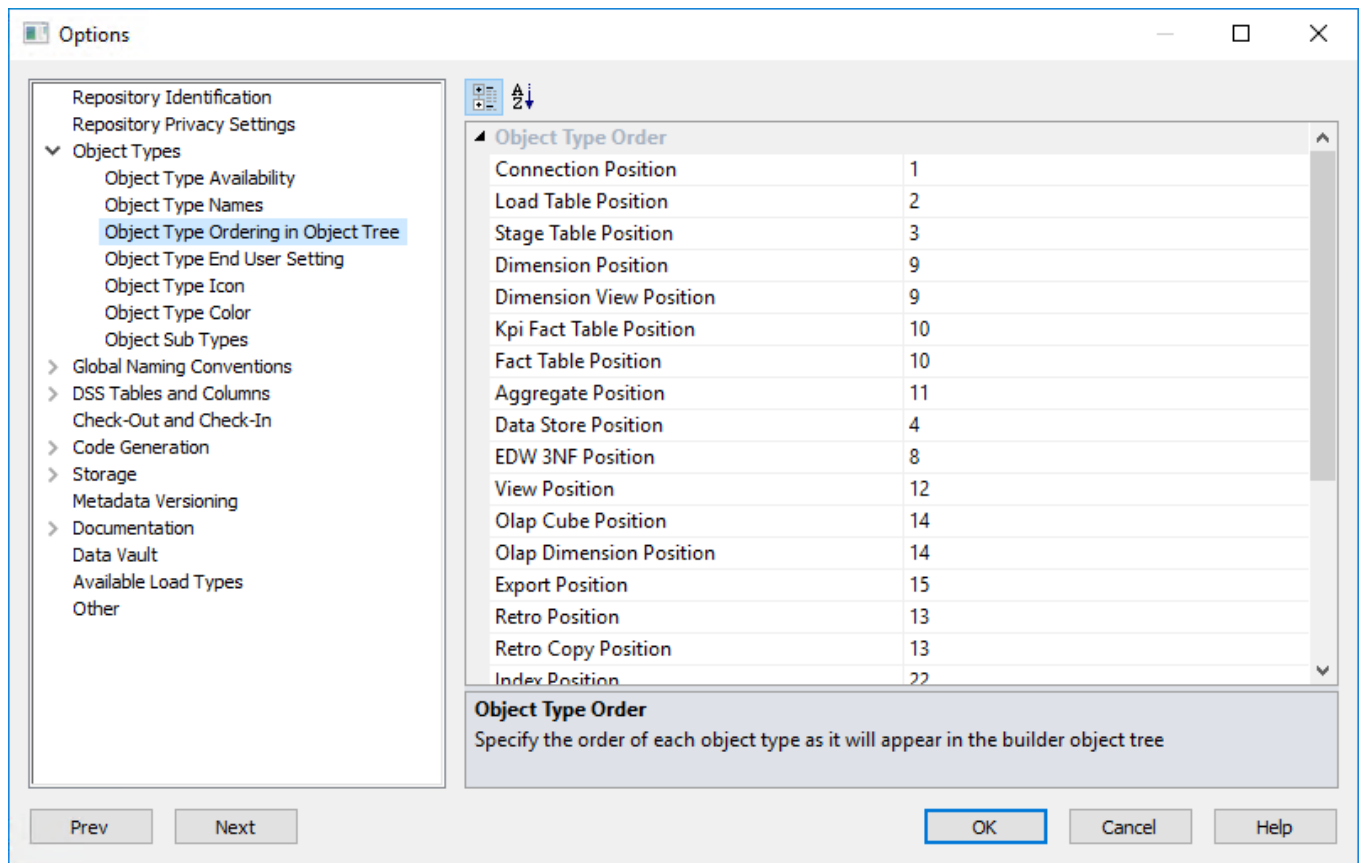 Options
Repository Identification
Repository Privacy Settings
Object Types
Object Type Availability
Object Type Names
Object Type Ordering in Object Tree
Object Type End User Setting
Object Type Icon
Object Type Color
Object Sub Types
Global Naming Conventions
DSS Tables and Columns
Check-Out and Check-In
Code Generation
Storage
Metadata Versioning
Documentation
Data Vault
Available Load Types
Other
A
Z
Object Type Order
Connection Position 1
Load Table Position 2
Stage Table Position 3
Dimension Position 9
Dimension View Position 9
Kpi Fact Table Position 10
Fact Table Position 10
Aggregate Position 11
Data Store Position 4
EDW 3NF Position 8
View Position 12
Olap Cube Position 14
Olap Dimension Position 14
Export Position 15
Retro Position 13
Retro Copy Position 13
Index Position 22
Object Type Order
Specify the order of each object type as it will appear in the builder object tree
Prev Next OK Cancel Help